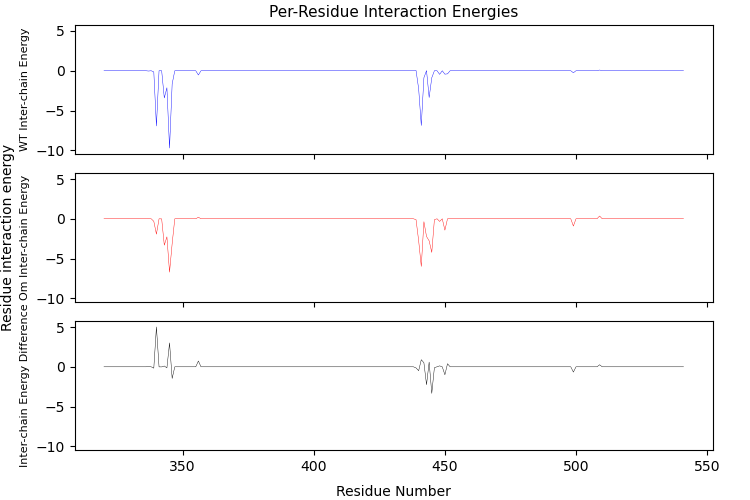 Per-Residue Interaction Energies
5
0
−5
−10
WT Inter-chain Energy
5
0
−5
−10
Om Inter-chain Energy
5
0
−5
−10
Inter-chain Energy Difference
Residue interaction energy
350
400
450
500
550
Residue Number